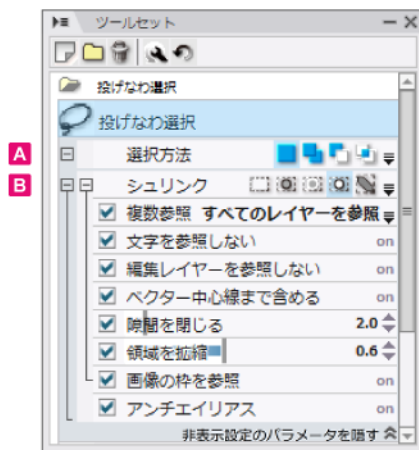 ツールセット
投げなわ選択
投げなわ選択
A 選択方法
B シュリンク
複数参照 すべてのレイヤーを参照
文字を参照しない on
編集レイヤーを参照しない on
ベクター中心線まで含める on
隙間を閉じる 2.0
領域を拡縮 0.6
画像の枠を参照 on
アンチエイリアス on
非表示設定のパラメータを隠す